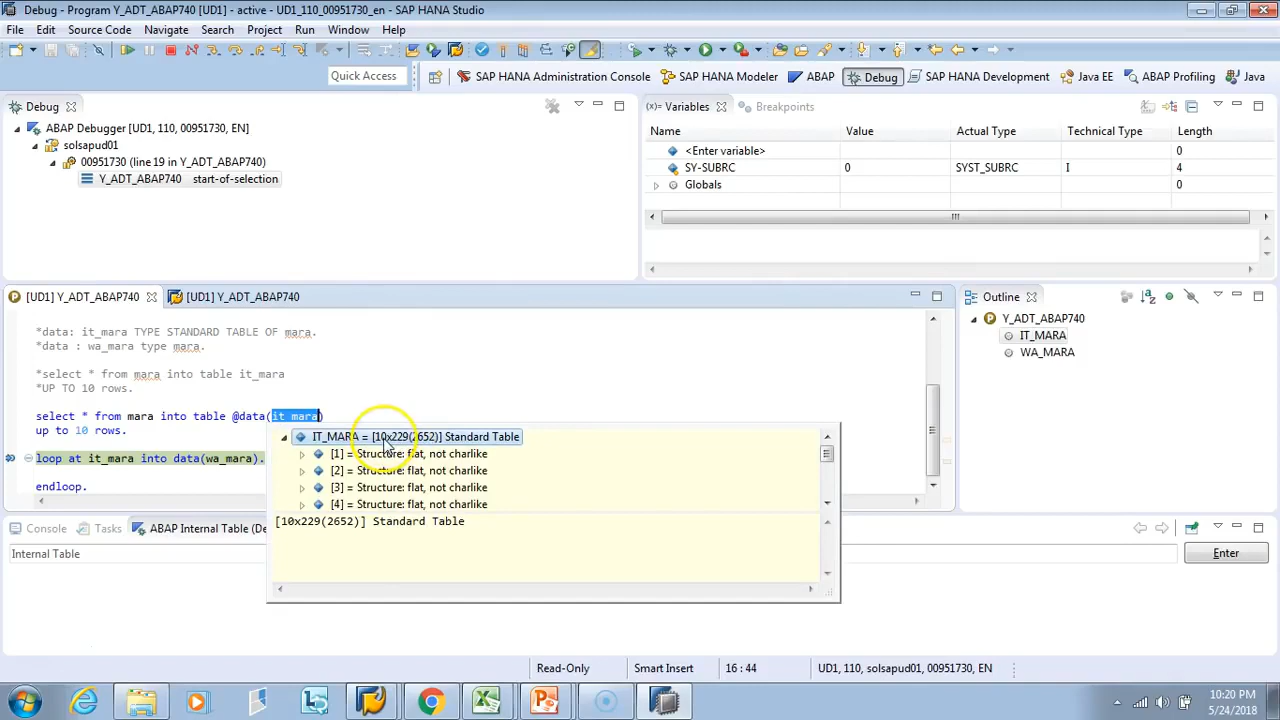 Debug - Program Y_ADT_ABAP740 [UD1] - active - UD1_110_00951730_en - SAP HANA Studio
File Edit Source Code Navigate Search Project Run Window Help
Quick Access
SAP HANA Administration Console
SAP HANA Modeler
ABAP
Debug
SAP HANA Development
Java EE
ABAP Profiling
Java
Debug
ABAP Debugger [UD1, 110, 00951730, EN]
solsapud01
00951730 (line 19 in Y_ADT_ABAP740)
Y_ADT_ABAP740 start-of-selection
(x)= Variables
Breakpoints
Name Value Actual Type Technical Type Length
<Enter variable> 0
SY-SUBRC 0 SYST_SUBRC I 4
Globals 0
[UD1] Y_ADT_ABAP740
[UD1] Y_ADT_ABAP740
*data: it_mara TYPE STANDARD TABLE OF mara.
*data : wa_mara type mara.
*select * from mara into table it_mara
*UP TO 10 rows.
select * from mara into table @data(it_mara)
up to 10 rows.
loop at it_mara into data(wa_mara).
endloop.
IT_MARA = [10x229(2652)] Standard Table
[1] = Structure: flat, not charlike
[2] = Structure: flat, not charlike
[3] = Structure: flat, not charlike
[4] = Structure: flat, not charlike
[10x229(2652)] Standard Table
Outline
Y_ADT_ABAP740
IT_MARA
WA_MARA
Console
Tasks
ABAP Internal Table (De
Internal Table
Enter
Read-Only
Smart Insert
16 : 44
UD1, 110, solsapud01, 00951730, EN
10:20 PM
5/24/2018